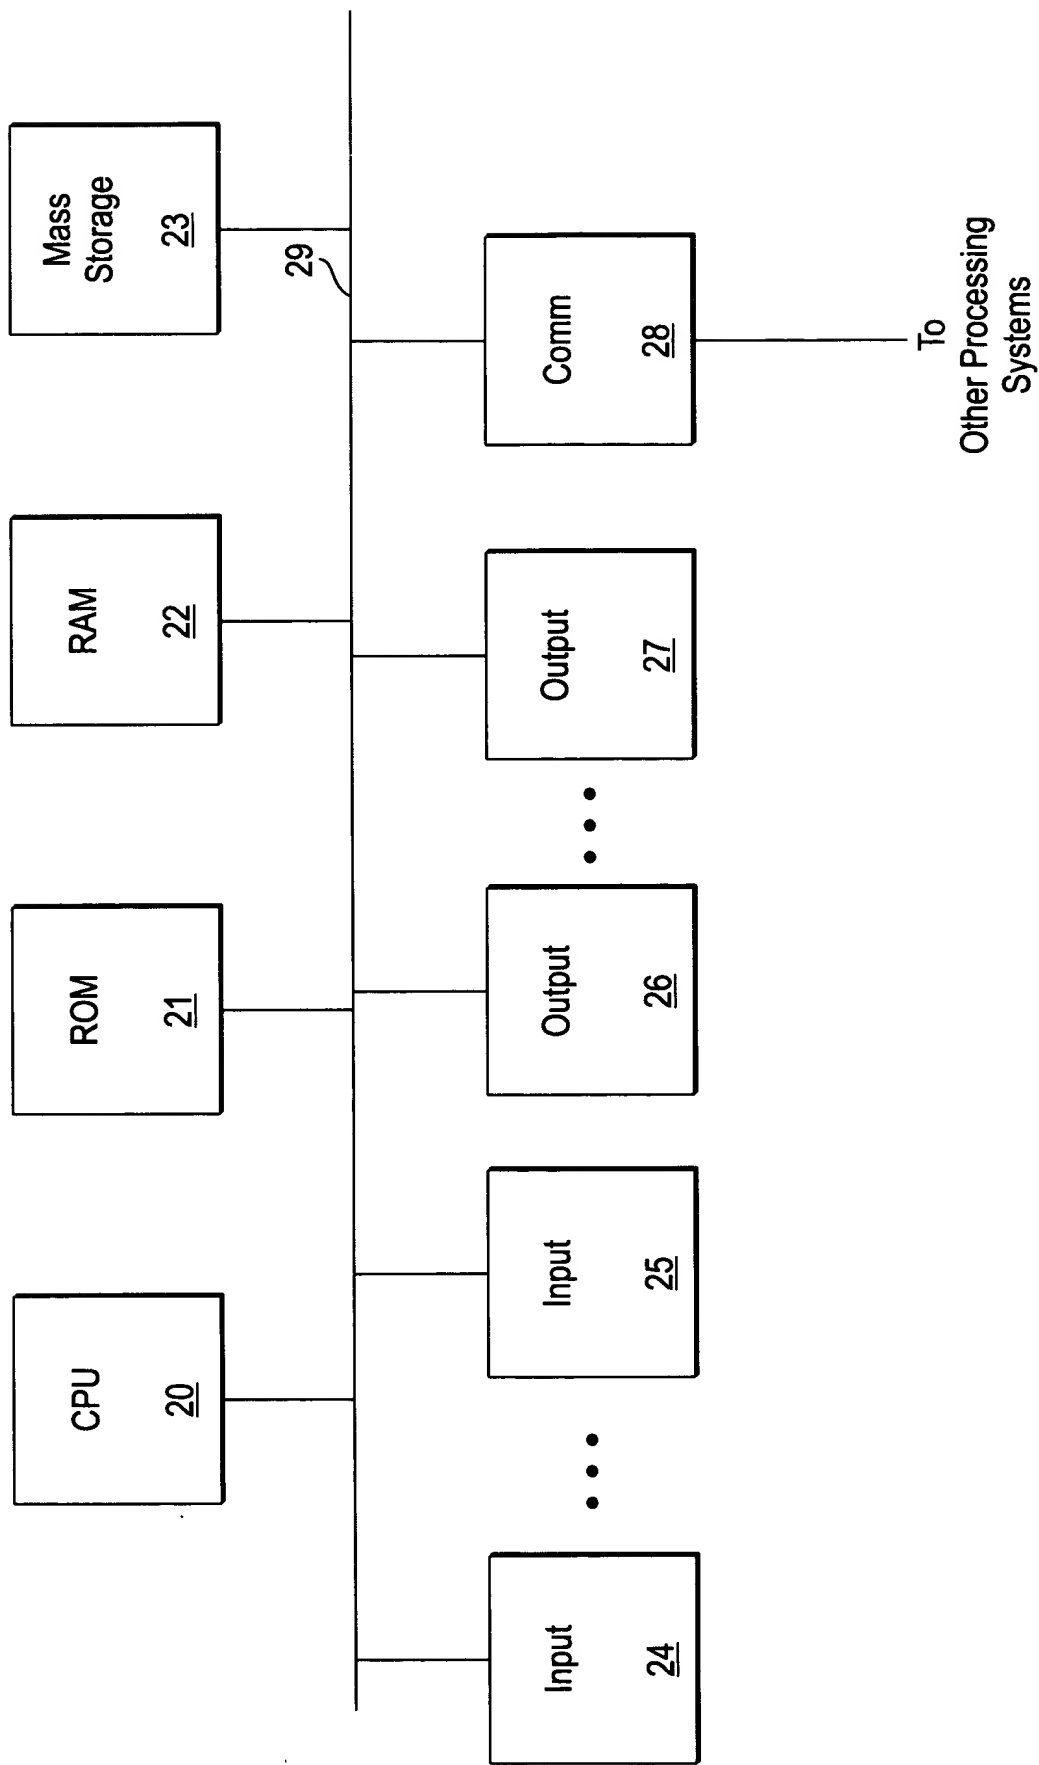 CPU
20
ROM
21
RAM
22
Mass
Storage
23
29
Input
24
Input
25
Output
26
Output
27
Comm
28
To
Other Processing
Systems